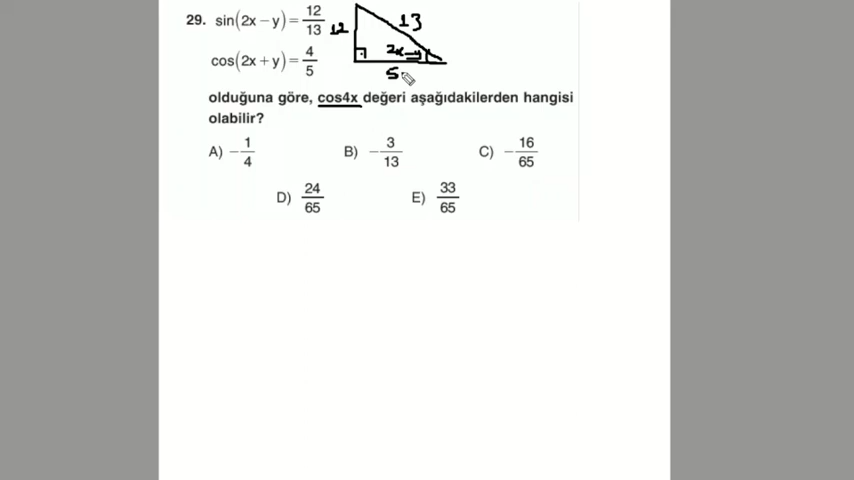 29. sin(2x−y)=12/13
cos(2x+y)=4/5
12
13
2x−y
5
olduğuna göre, cos4x değeri aşağıdakilerden hangisi
olabilir?
A) −1/4 B) −3/13 C) −16/65
D) 24/65 E) 33/65